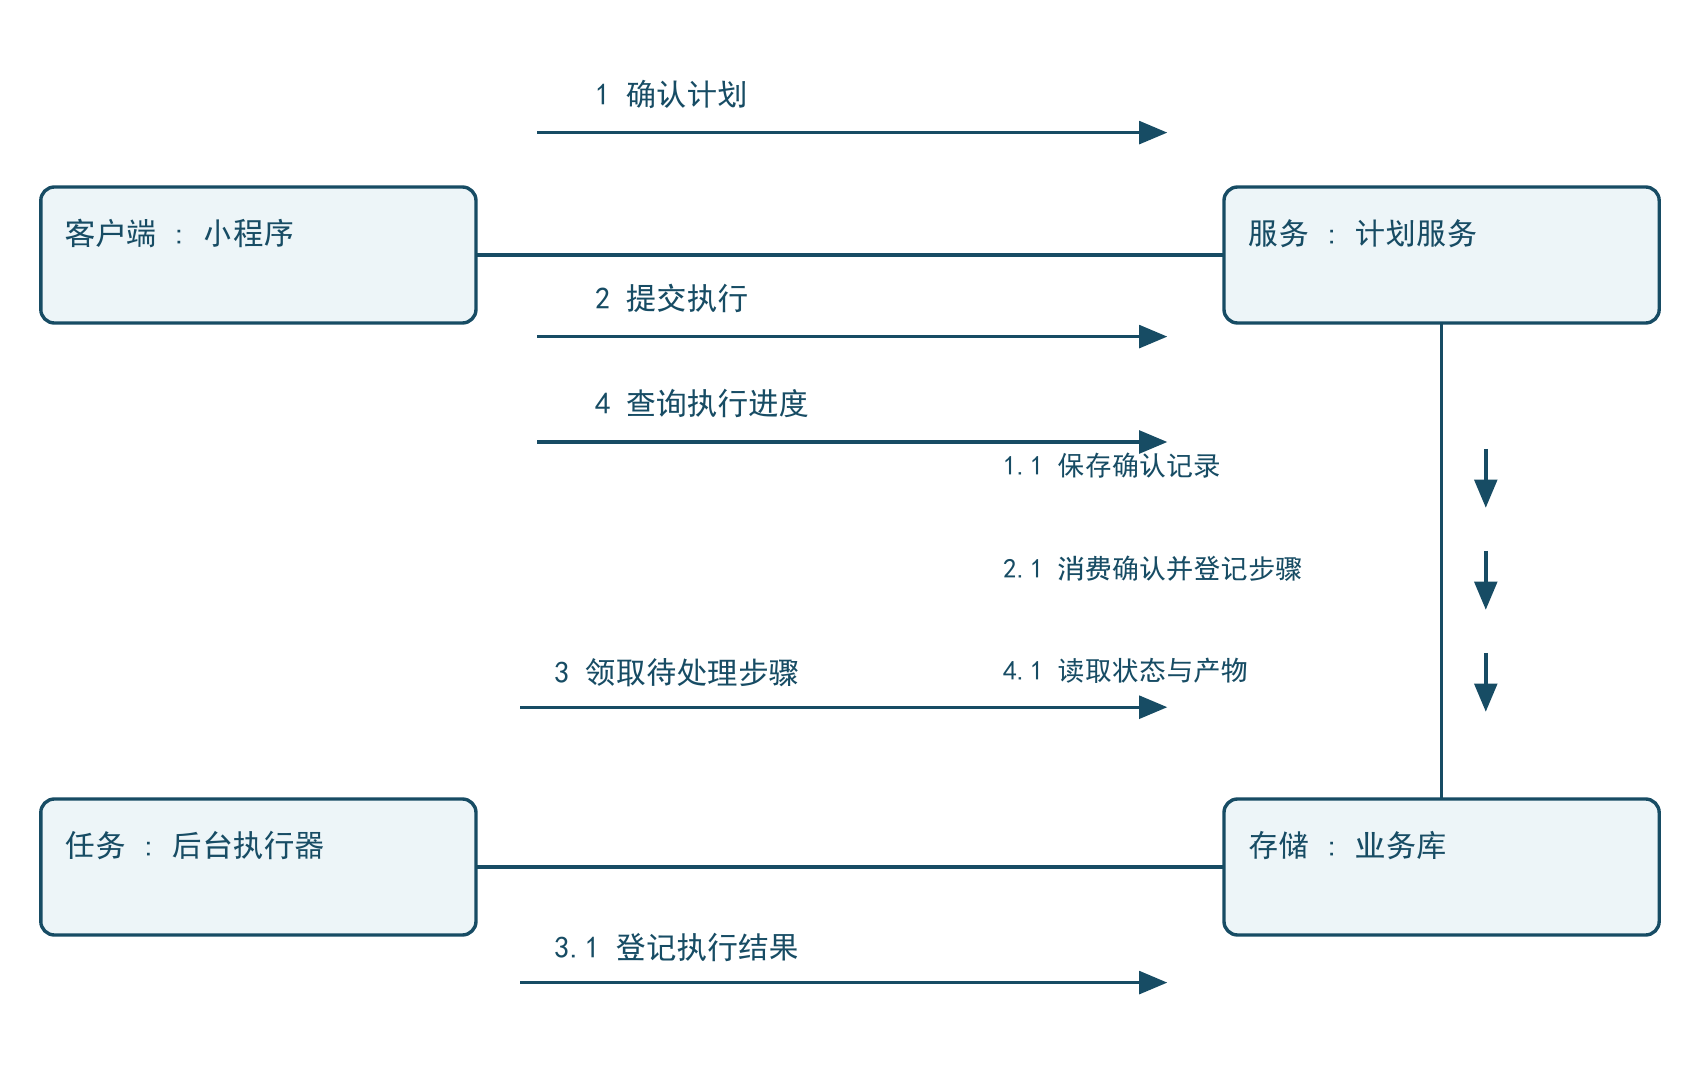 1 确认计划
客户端 : 小程序
服务 : 计划服务
2 提交执行
4 查询执行进度
1.1 保存确认记录
2.1 消费确认并登记步骤
3 领取待处理步骤
4.1 读取状态与产物
任务 : 后台执行器
存储 : 业务库
3.1 登记执行结果